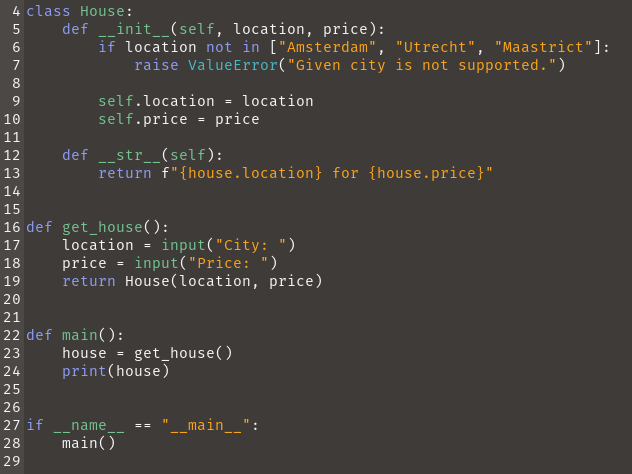 4 class House:
5     def __init__(self, location, price):
6         if location not in ["Amsterdam", "Utrecht", "Maastrict"]:
7             raise ValueError("Given city is not supported.")
8
9         self.location = location
10         self.price = price
11
12     def __str__(self):
13         return f"{house.location} for {house.price}"
14
15
16 def get_house():
17     location = input("City: ")
18     price = input("Price: ")
19     return House(location, price)
20
21
22 def main():
23     house = get_house()
24     print(house)
25
26
27 if __name__ == "__main__":
28     main()
29